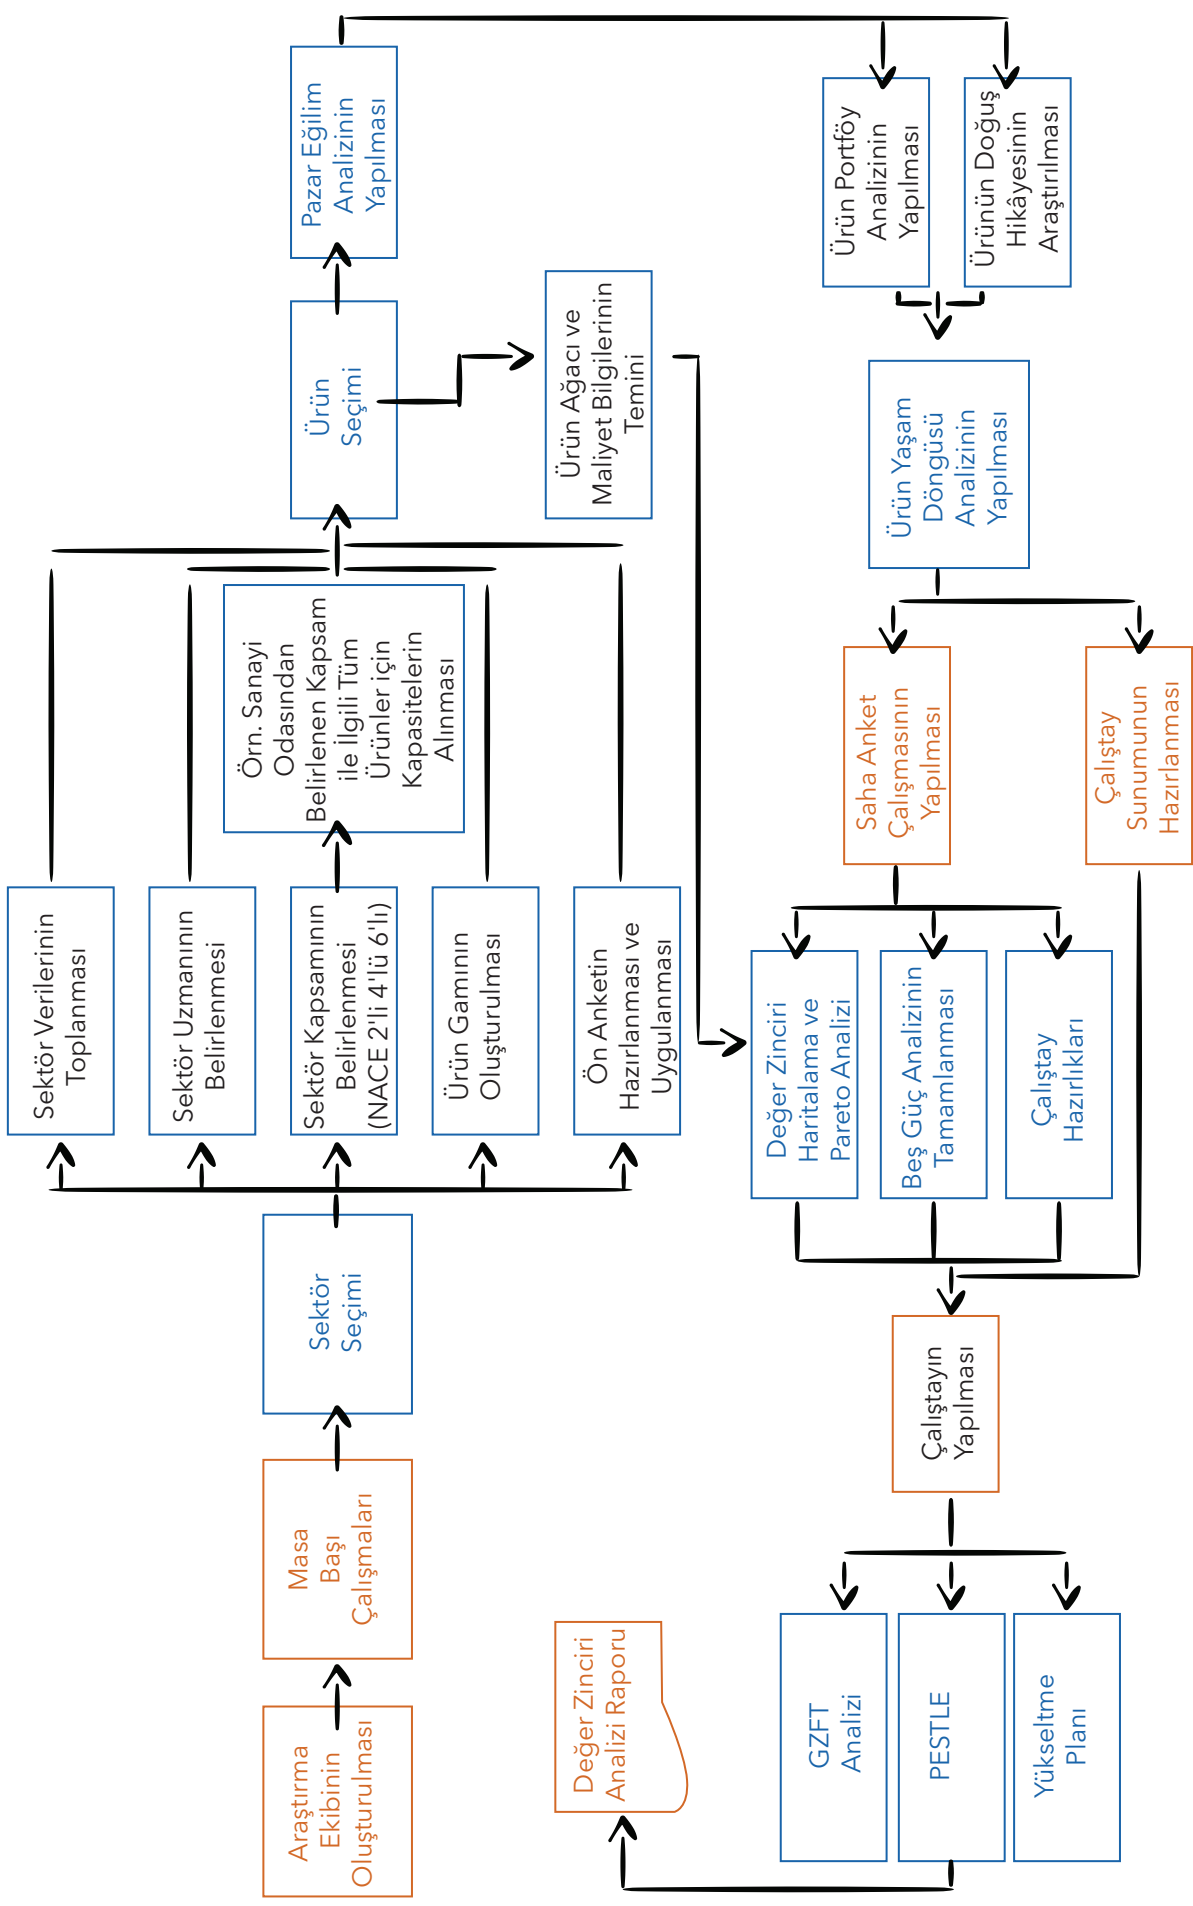 Araştırma
Ekibinin
Oluşturulması
Masa
Başı
Çalışmaları
Sektör
Seçimi
Sektör Verilerinin
Toplanması
Sektör Uzmanının
Belirlenmesi
Sektör Kapsamının
Belirlenmesi
(NACE 2'li 4'lü 6'lı)
Ürün Gamının
Oluşturulması
Ön Anketin
Hazırlanması ve
Uygulanması
Örn. Sanayi
Odasından
Belirlenen Kapsam
ile İlgili Tüm
Ürünler için
Kapasitelerin
Alınması
Ürün
Seçimi
Pazar Eğilim
Analizinin
Yapılması
Ürün Ağacı ve
Maliyet Bilgilerinin
Temini
Ürün Portföy
Analizinin
Yapılması
Ürünün Doğuş
Hikâyesinin
Araştırılması
Ürün Yaşam
Döngüsü
Analizinin
Yapılması
Saha Anket
Çalışmasının
Yapılması
Çalıştay
Sunumunun
Hazırlanması
Değer Zinciri
Haritalama ve
Pareto Analizi
Beş Güç Analizinin
Tamamlanması
Çalıştay
Hazırlıkları
Çalıştayın
Yapılması
GZFT
Analizi
PESTLE
Yükseltme
Planı
Değer Zinciri
Analizi Raporu